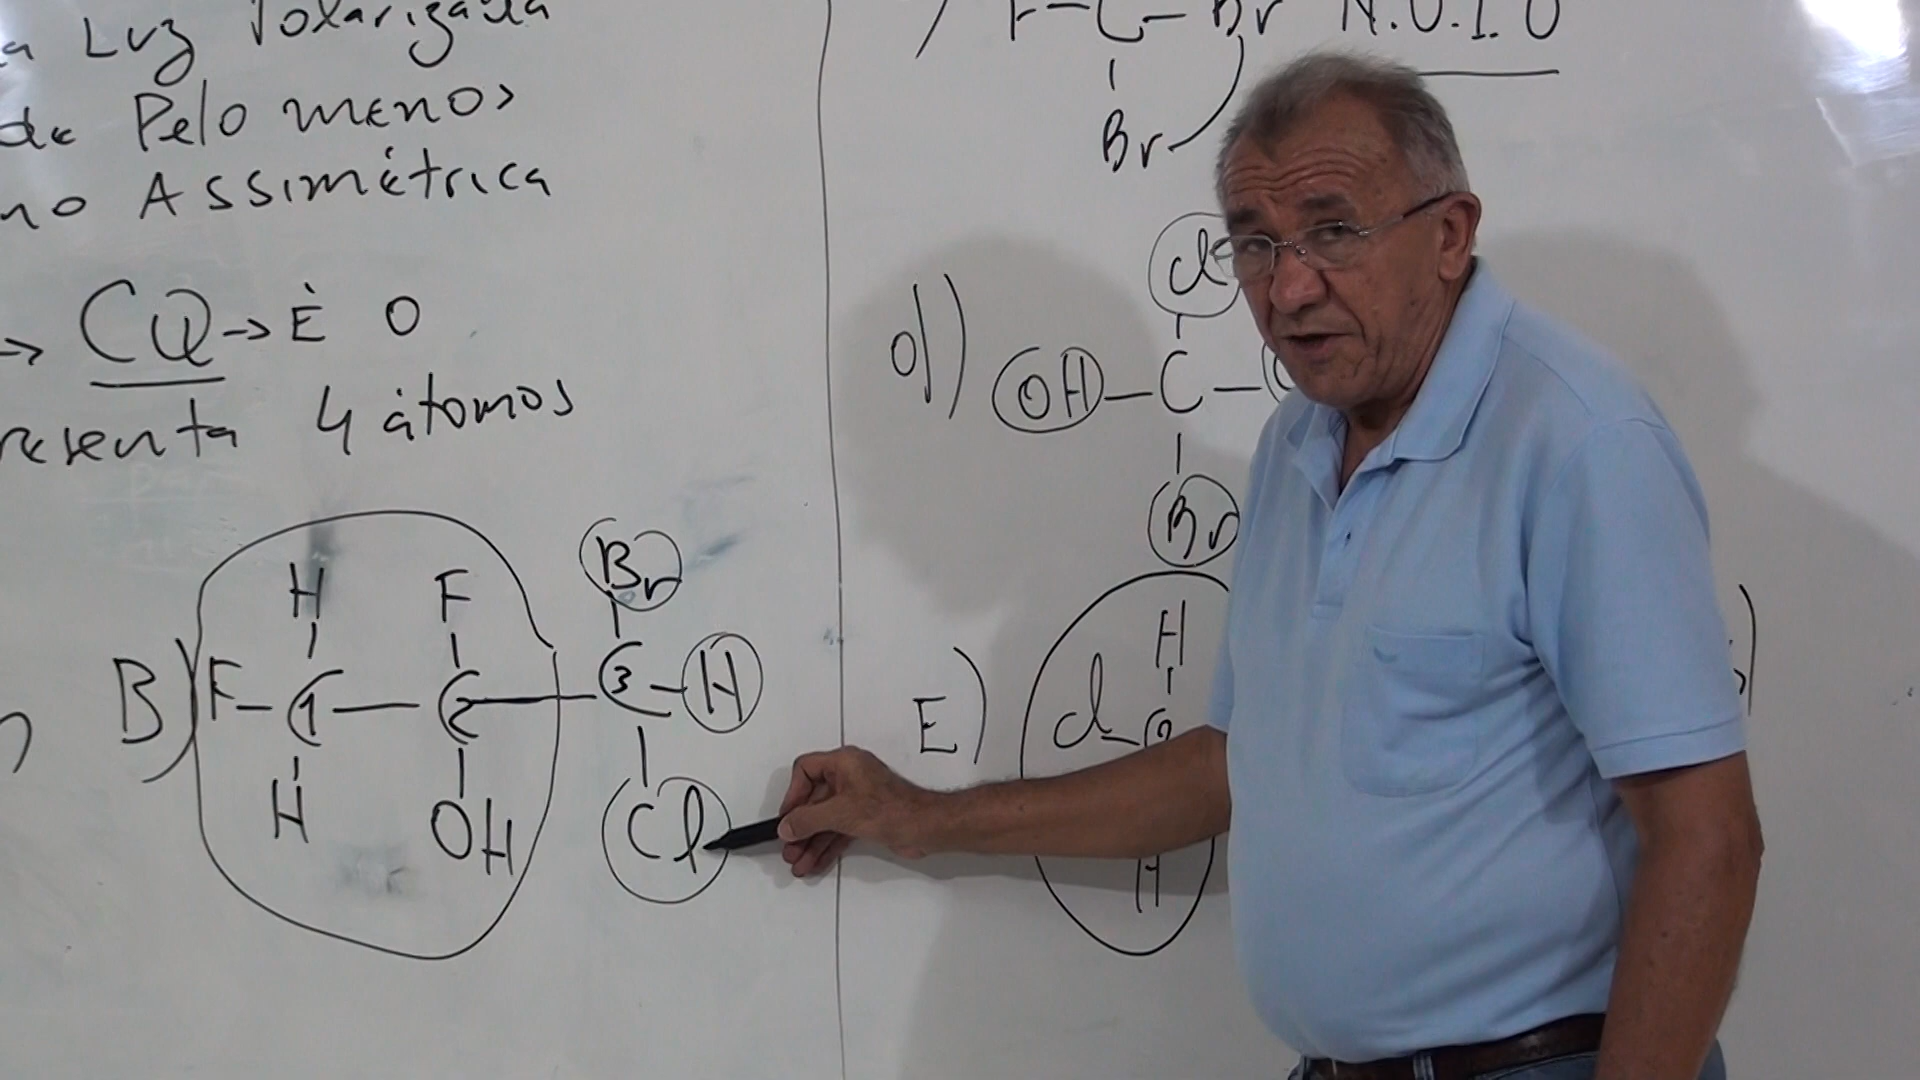 a Luz Polarizada
de Pelo menos
no Assimétrica
→ CQ → É O
resenta 4 átomos
B)
H F Br
F - C1 - C2 - C3 - H
H OH Cl
F - C - Br N.O.I.O
Br
d)
Cl
OH - C -
Br
E)
H
Cl - C
H